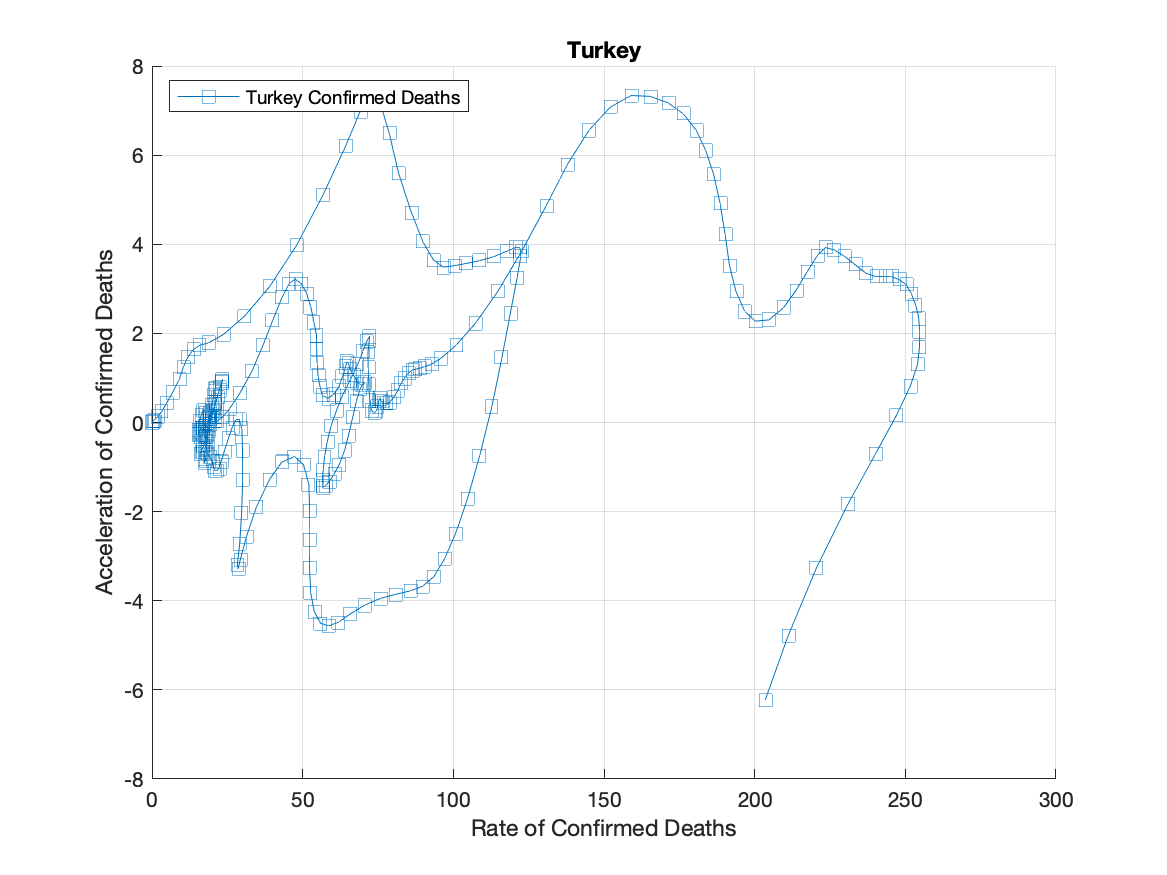 Turkey
Turkey Confirmed Deaths
8
6
4
2
0
-2
-4
-6
-8
Acceleration of Confirmed Deaths
0 50 100 150 200 250 300
Rate of Confirmed Deaths